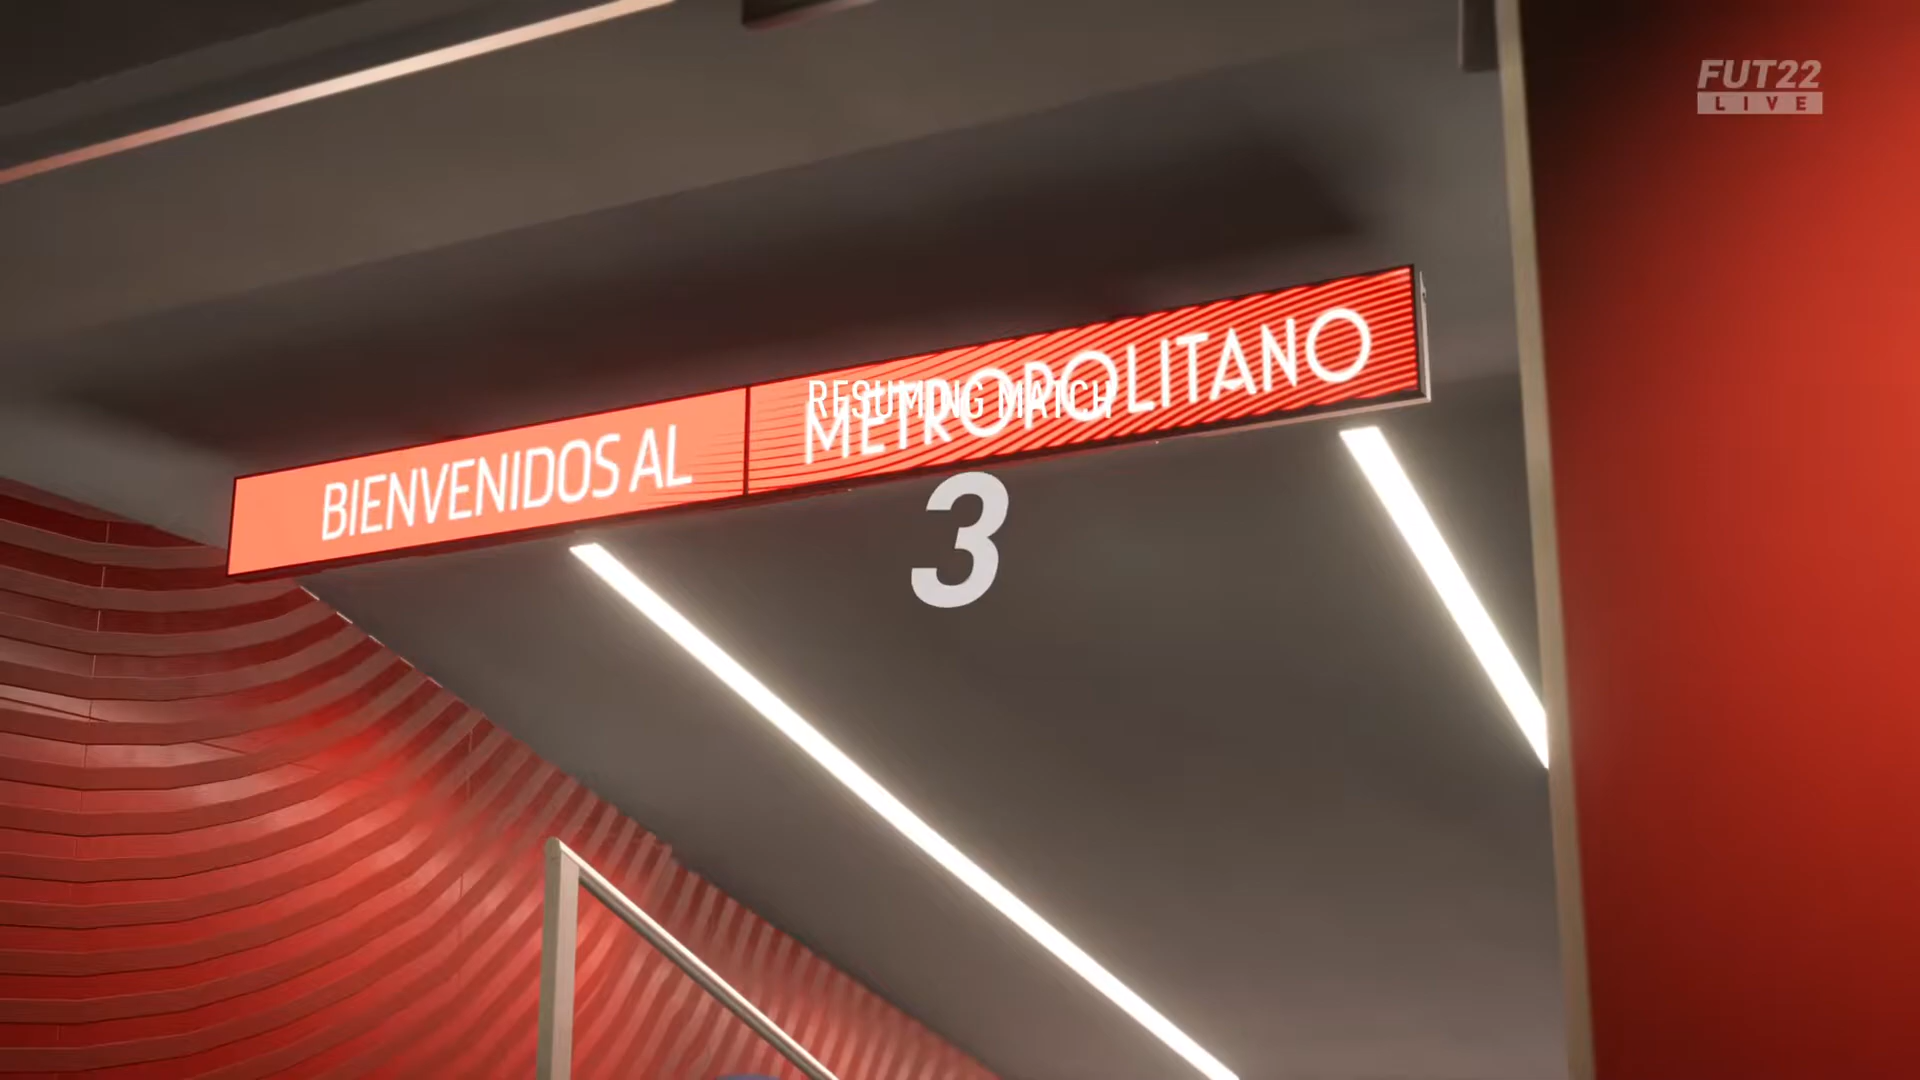 FUT22
LIVE
BIENVENIDOS AL METROPOLITANO
RESUMING MATCH
3